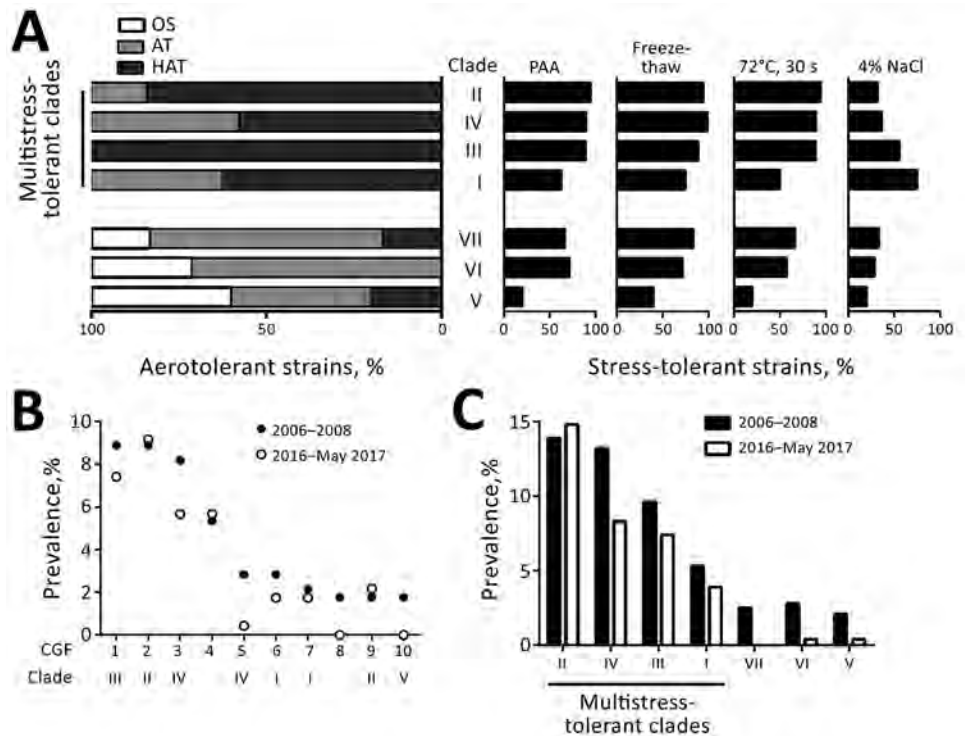 A
OS
AT
HAT
Multistress-
tolerant clades
Clade PAA Freeze-
thaw 72°C, 30 s 4% NaCl
II
IV
III
I
VII
VI
V
100 50 0 0 50 100 0 50 100 0 50 100 0 50 100
Aerotolerant strains, % Stress-tolerant strains, %
B
Prevalence,%
10
8
6
4
2
0
2006–2008
2016–May 2017
CGF 1 2 3 4 5 6 7 8 9 10
Clade III II IV IV I I II V
C
Prevalence,%
15
10
5
0
2006–2008
2016–May 2017
II IV III I VII VI V
Multistress-
tolerant clades